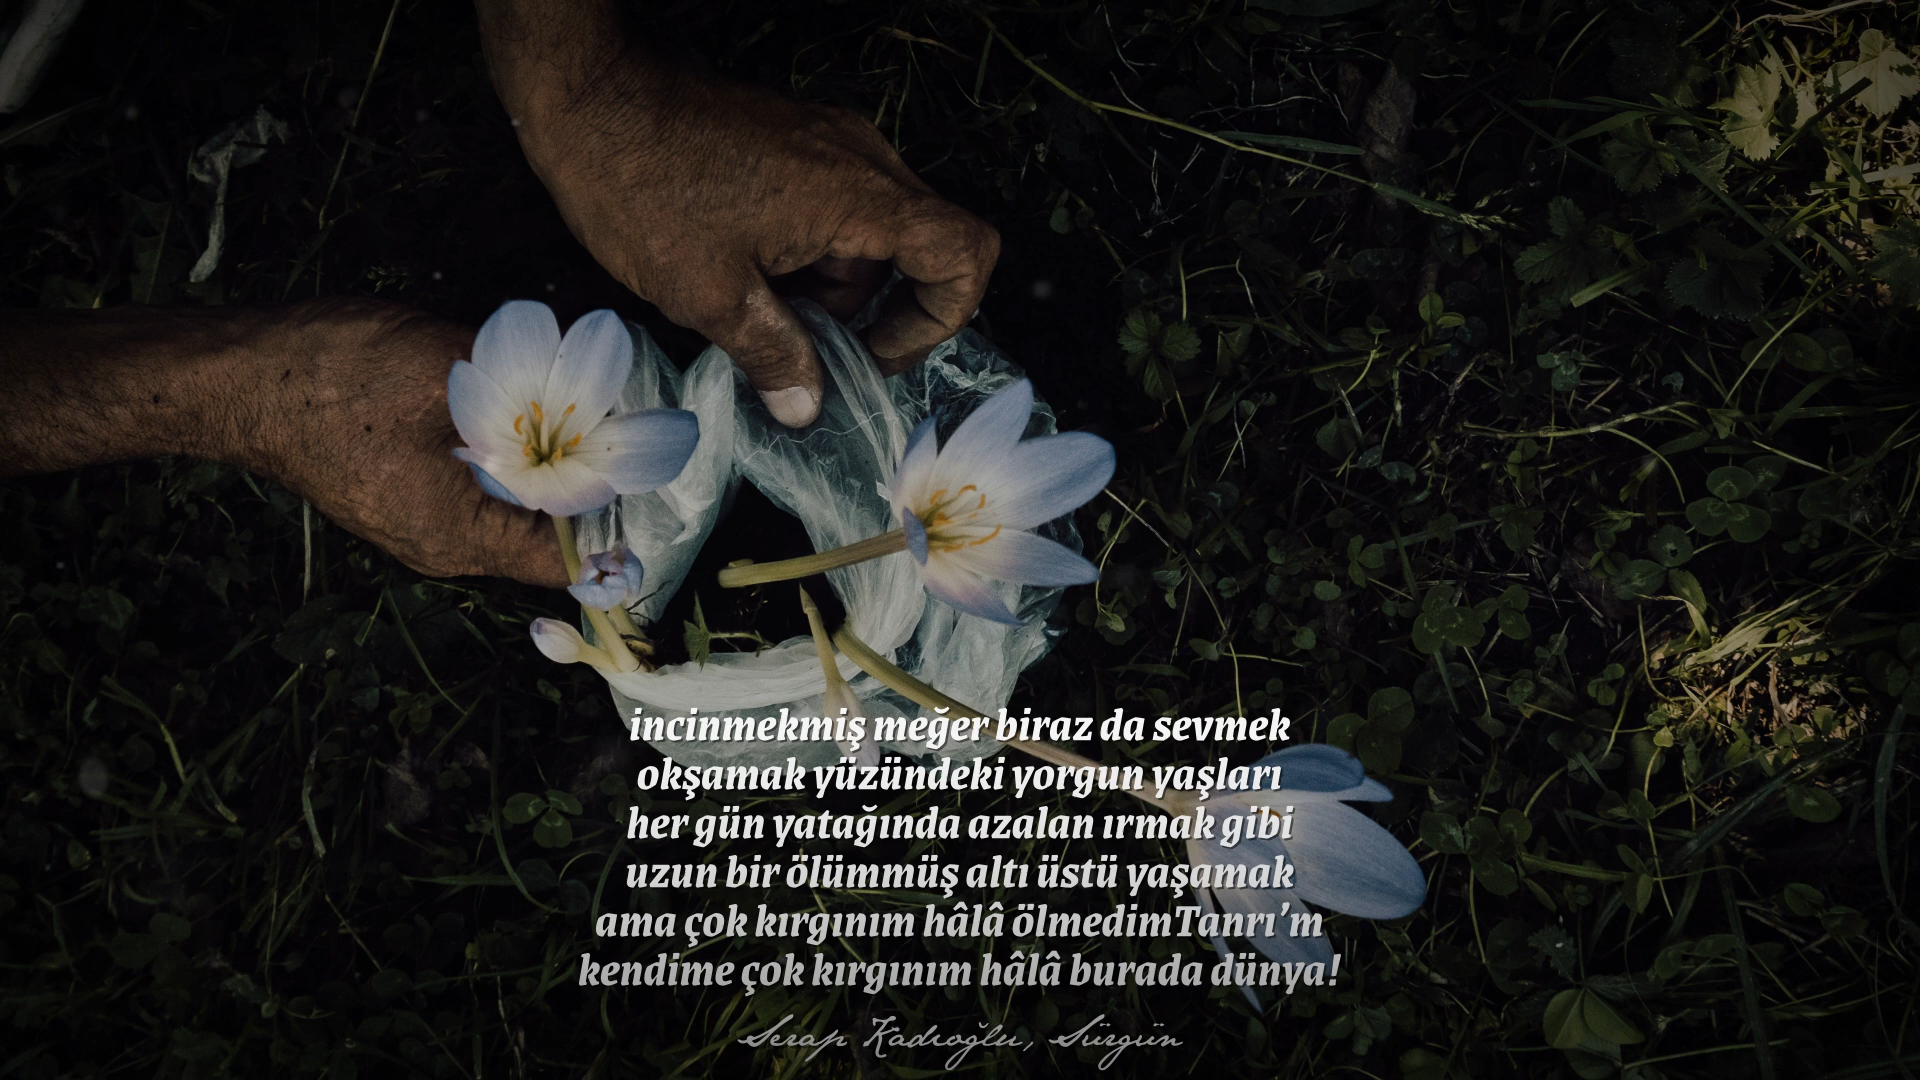 incinmekmiş meğer biraz da sevmek
okşamak yüzündeki yorgun yaşları
her gün yatağında azalan ırmak gibi
uzun bir ölümmüş altı üstü yaşamak
ama çok kırgınım hâlâ ölmedimTanrı’m
kendime çok kırgınım hâlâ burada dünya!
Serap Kadıoğlu, Sürgün